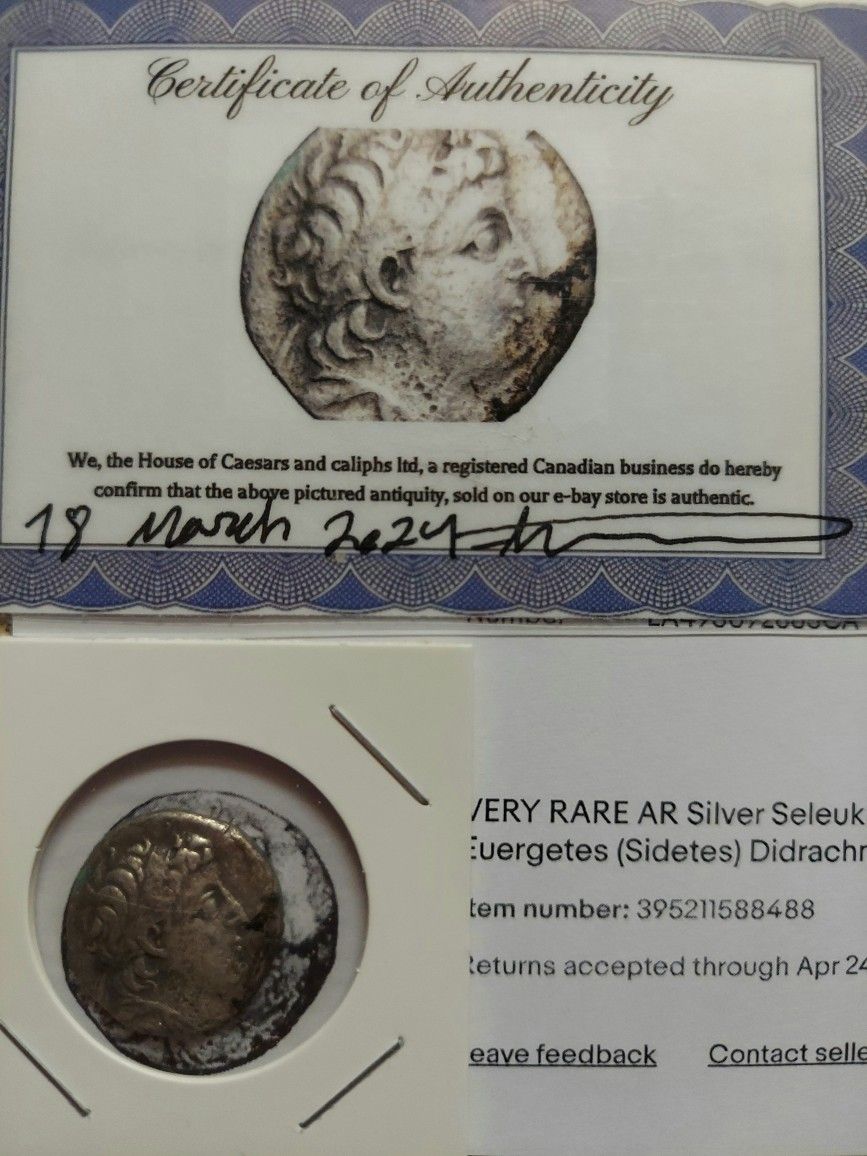 Certificate of Authenticity
We, the House of Caesars and caliphs ltd, a registered Canadian business do hereby
confirm that the above pictured antiquity, sold on our e-bay store is authentic.
18 March 2024
VERY RARE AR Silver Seleuk
Euergetes (Sidetes) Didrachm
tem number: 395211588488
Returns accepted through Apr 24
eave feedback Contact selle